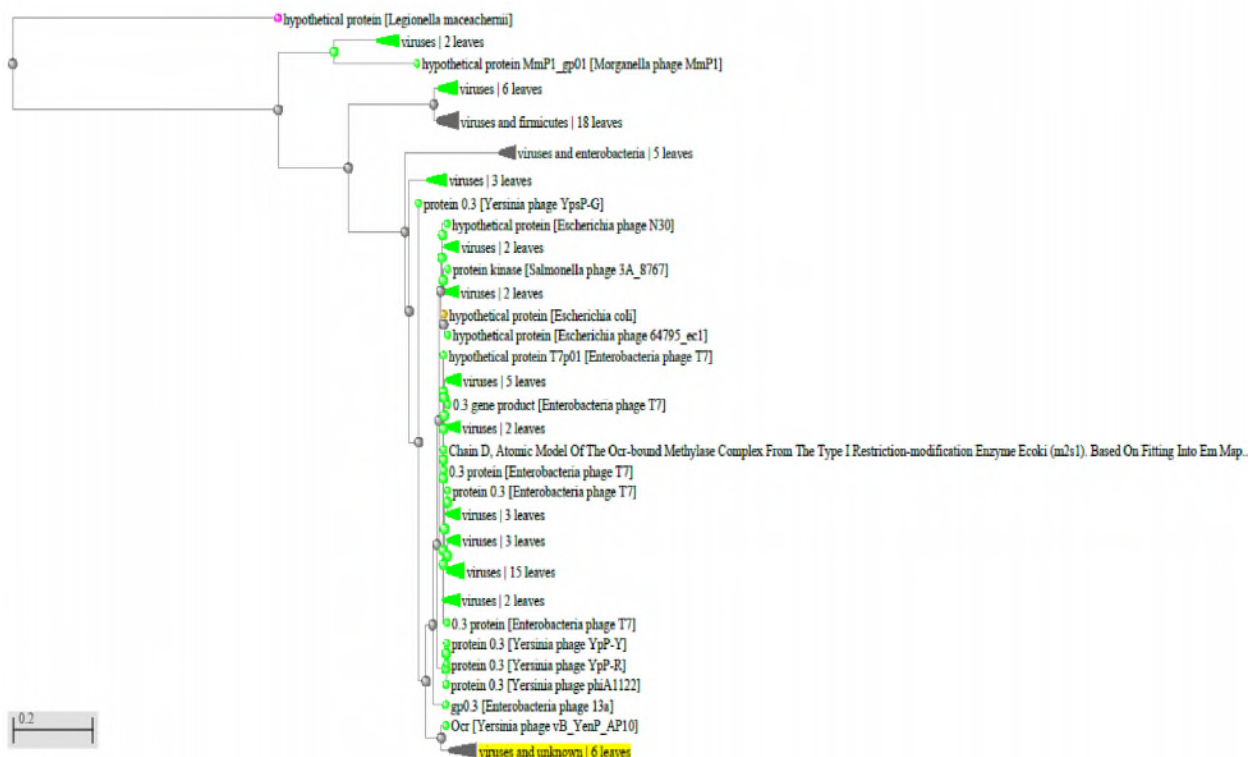 hypothetical protein [Legionella maceachernii]
viruses | 2 leaves
hypothetical protein MmP1_gp01 [Morganella phage MmP1]
viruses | 6 leaves
viruses and firmicutes | 18 leaves
viruses and enterobacteria | 5 leaves
viruses | 3 leaves
protein 0.3 [Yersinia phage YpsP-G]
hypothetical protein [Escherichia phage N30]
viruses | 2 leaves
protein kinase [Salmonella phage 3A_8767]
viruses | 2 leaves
hypothetical protein [Escherichia coli]
hypothetical protein [Escherichia phage 64795_ec1]
hypothetical protein T7p01 [Enterobacteria phage T7]
viruses | 5 leaves
0.3 gene product [Enterobacteria phage T7]
viruses | 2 leaves
Chain D, Atomic Model Of The Ocr-bound Methylase Complex From The Type I Restriction-modification Enzyme Ecoki (m2s1). Based On Fitting Into Em Map...
0.3 protein [Enterobacteria phage T7]
protein 0.3 [Enterobacteria phage T7]
viruses | 3 leaves
viruses | 3 leaves
viruses | 15 leaves
viruses | 2 leaves
0.3 protein [Enterobacteria phage T7]
protein 0.3 [Yersinia phage YpP-Y]
protein 0.3 [Yersinia phage YpP-R]
protein 0.3 [Yersinia phage phiA1122]
gp0.3 [Enterobacteria phage 13a]
0.2
Ocr [Yersinia phage vB_YenP_AP10]
viruses and unknown | 6 leaves